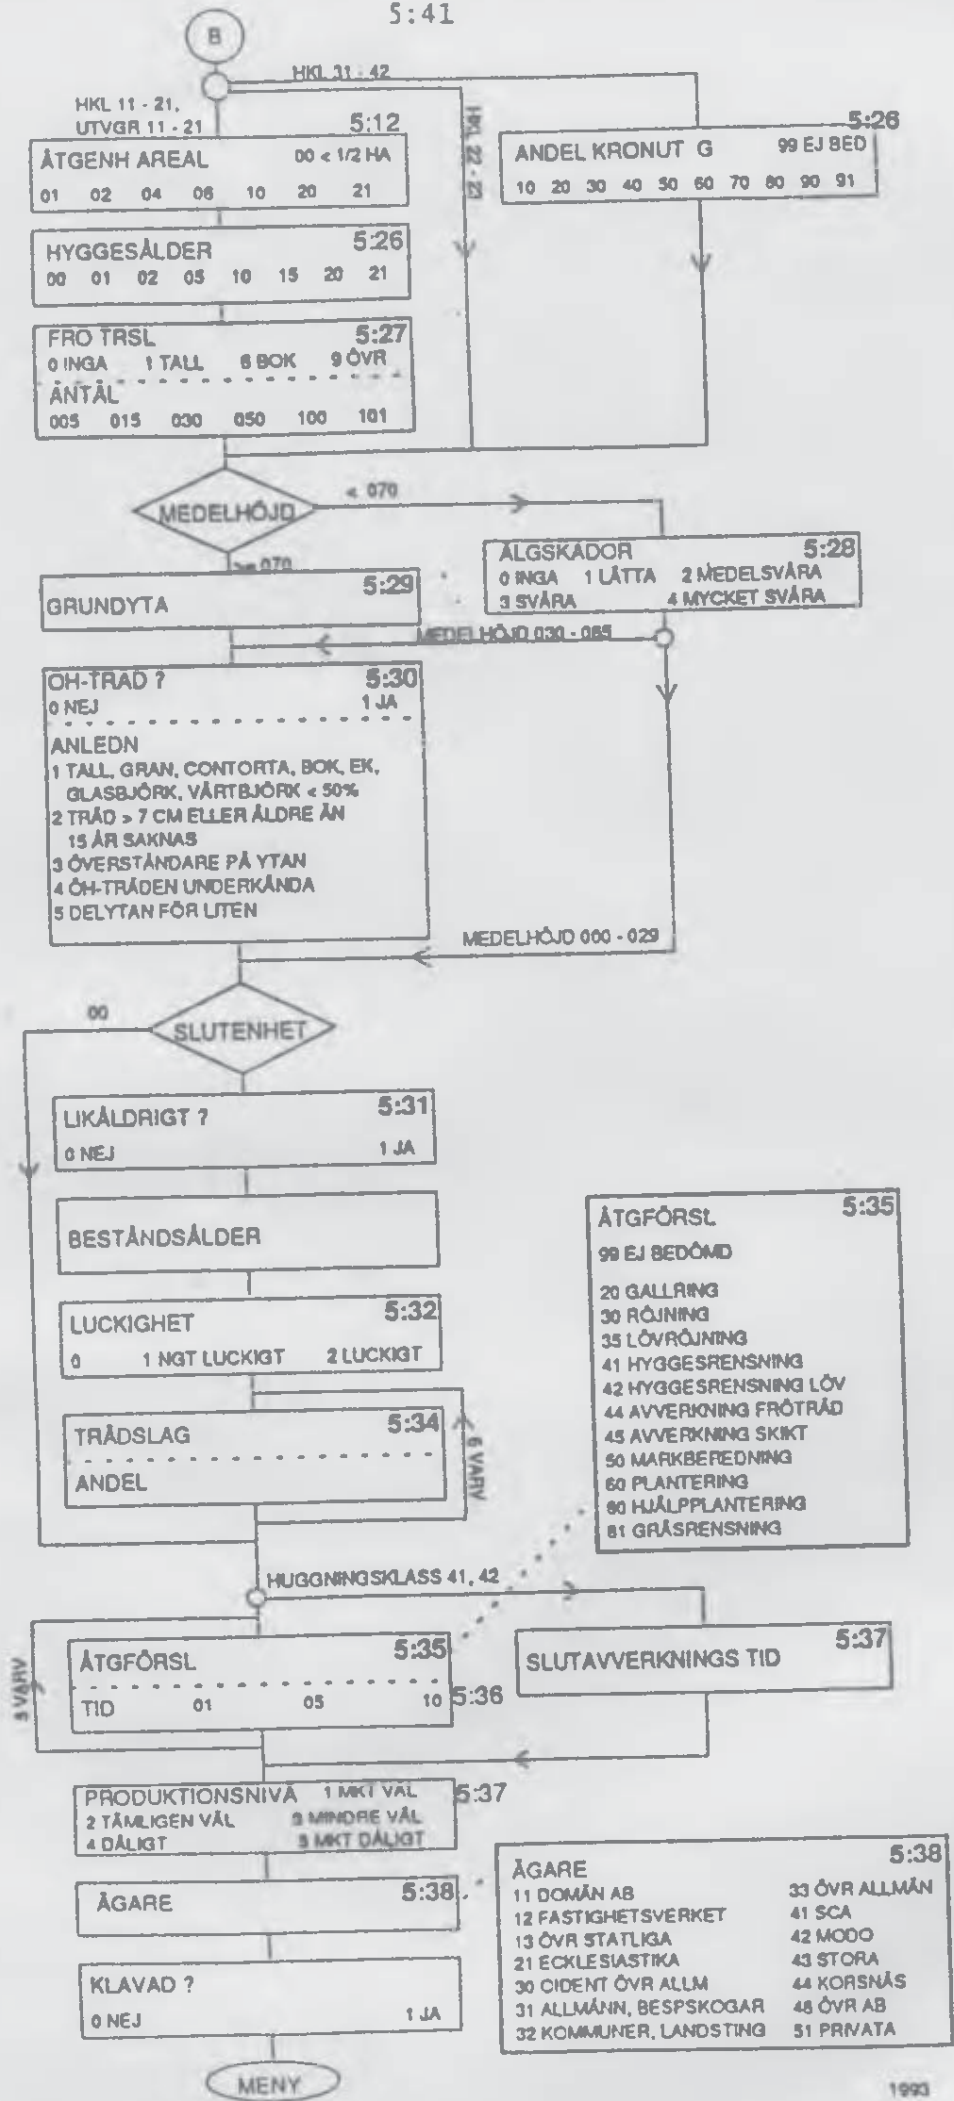 5:41
B
HKL 31 - 42
HKL 11 - 21,
UTVGR 11 - 21
5:12
ÅTGENH AREAL 00 < 1/2 HA
01 02 04 06 10 20 21
HKL 22 - 23
5:26
ANDEL KRONUT G 99 EJ BED
10 20 30 40 50 60 70 80 90 91
5:26
HYGGESÅLDER
00 01 02 05 10 15 20 21
5:27
FRO TRSL
0 INGA 1 TALL 6 BOK 9 ÖVR
ANTAL
005 015 030 050 100 101
MEDELHÖJD
< 070
>= 070
5:28
ÄLGSKADOR
0 INGA 1 LÄTTA 2 MEDELSVÅRA
3 SVÅRA 4 MYCKET SVÅRA
5:29
GRUNDYTA
MEDELHÖJD 030 - 065
ÖH-TRÄD ? 5:30
0 NEJ 1 JA
ANLEDN
1 TALL, GRAN, CONTORTA, BOK, EK,
GLASBJÖRK, VÅRTBJÖRK < 50%
2 TRÄD > 7 CM ELLER ÄLDRE ÄN
15 ÅR SAKNAS
3 ÖVERSTÅNDARE PÅ YTAN
4 ÖH-TRÄDEN UNDERKÄNDA
5 DELYTAN FÖR LITEN
MEDELHÖJD 000 - 029
00
SLUTENHET
5:31
LIKÅLDRIGT ?
0 NEJ 1 JA
BESTÅNDSÅLDER
5:32
LUCKIGHET
0 1 NGT LUCKIGT 2 LUCKIGT
5:34
TRÄDSLAG
ANDEL
6 VARV
5:35
ÅTGFÖRSL
99 EJ BEDÖMD
20 GALLRING
30 RÖJNING
35 LÖVRÖJNING
41 HYGGESRENSNING
42 HYGGESRENSNING LÖV
44 AVVERKNING FRÖTRÄD
45 AVVERKNING SKIKT
50 MARKBEREDNING
60 PLANTERING
80 HJÄLPPLANTERING
81 GRÄSRENSNING
HUGGNINGSKLASS 41, 42
5:35
ÅTGFÖRSL
TID 01 05 10 5:36
3 VARV
5:37
SLUTAVVERKNINGS TID
PRODUKTIONSNIVÅ 1 MKT VÄL 5:37
2 TÄMLIGEN VÄL 3 MINDRE VÄL
4 DÅLIGT 5 MKT DÅLIGT
5:38
ÄGARE
5:38
ÄGARE
11 DOMÄN AB 33 ÖVR ALLMÄN
12 FASTIGHETSVERKET 41 SCA
13 ÖVR STATLIGA 42 MODO
21 ECKLESIASTIKA 43 STORA
30 OIDENT ÖVR ALLM 44 KORSNÄS
31 ALLMÄNN, BESPSKOGAR 48 ÖVR AB
32 KOMMUNER, LANDSTING 51 PRIVATA
KLAVAD ?
0 NEJ 1 JA
MENY
1993